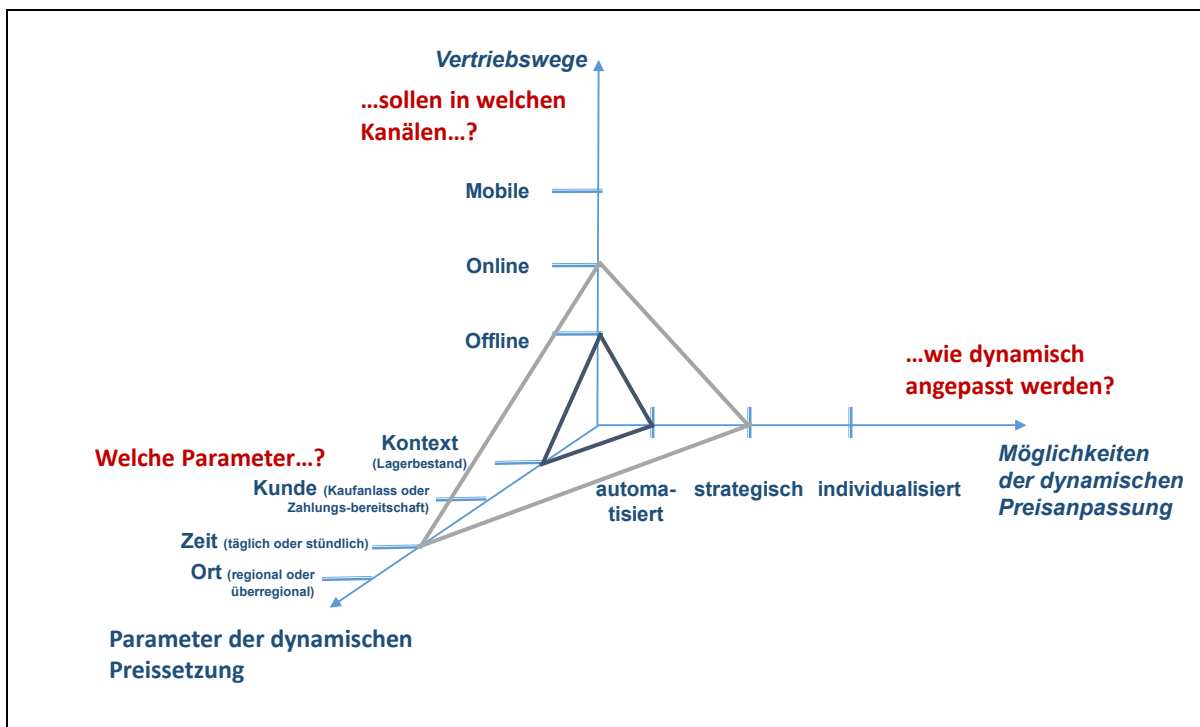 Vertriebswege
…sollen in welchen
Kanälen…?
Mobile
Online
Offline
…wie dynamisch
angepasst werden?
Welche Parameter…?
Kontext
(Lagerbestand)
Kunde (Kaufanlass oder
Zahlungs-bereitschaft)
Zeit (täglich oder stündlich)
Ort (regional oder
überregional)
automa-
tisiert
strategisch
individualisiert
Möglichkeiten
der dynamischen
Preisanpassung
Parameter der dynamischen
Preissetzung